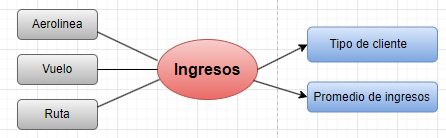 Aerolinea
Vuelo
Ruta
Ingresos
Tipo de cliente
Promedio de ingresos